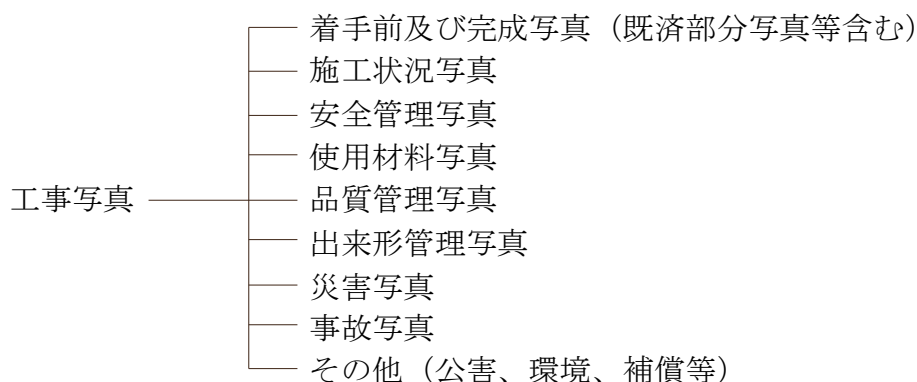 着手前及び完成写真（既済部分写真等含む）
施工状況写真
安全管理写真
使用材料写真
工事写真
品質管理写真
出来形管理写真
災害写真
事故写真
その他（公害、環境、補償等）